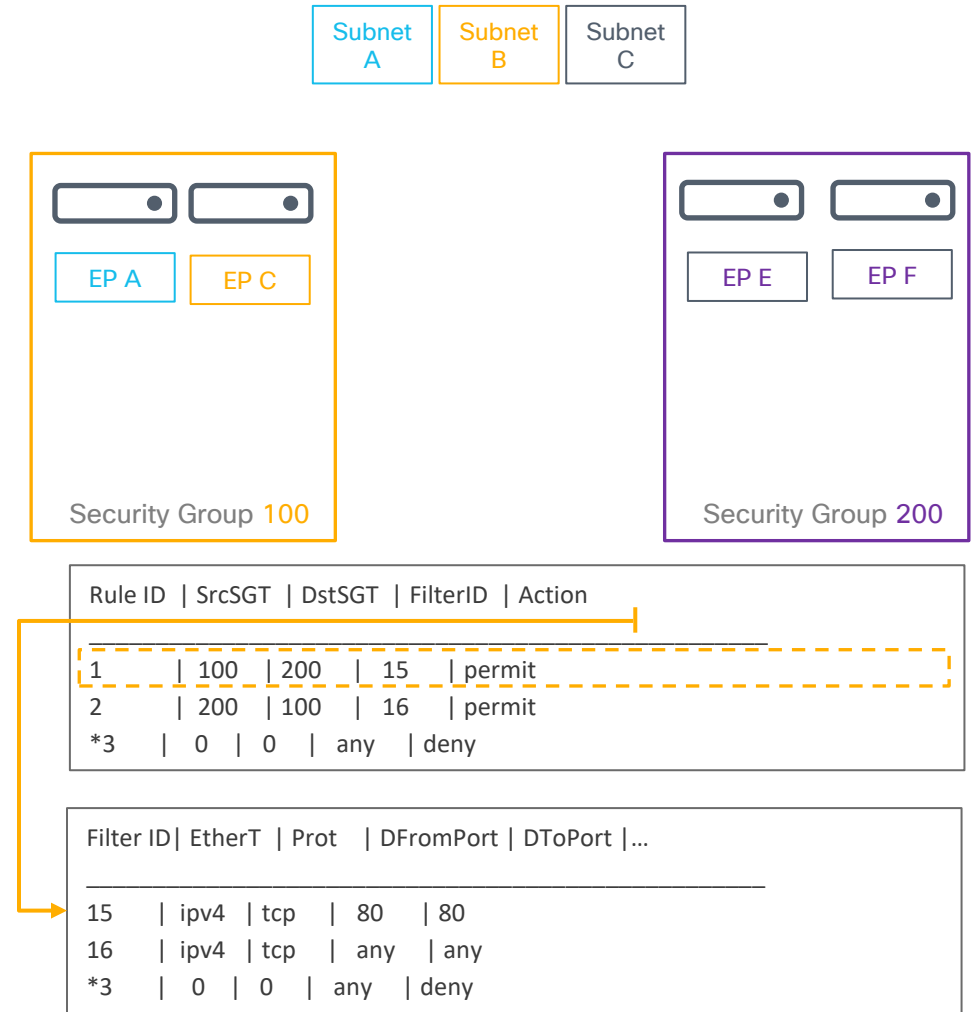 Subnet
A
Subnet
B
Subnet
C
EP A
EP C
Security Group 100
EP E
EP F
Security Group 200
Rule ID | SrcSGT | DstSGT | FilterID | Action
1 | 100 | 200 | 15 | permit
2 | 200 | 100 | 16 | permit
*3 | 0 | 0 | any | deny
Filter ID| EtherT | Prot | DFromPort | DToPort |...
15 | ipv4 | tcp | 80 | 80
16 | ipv4 | tcp | any | any
*3 | 0 | 0 | any | deny